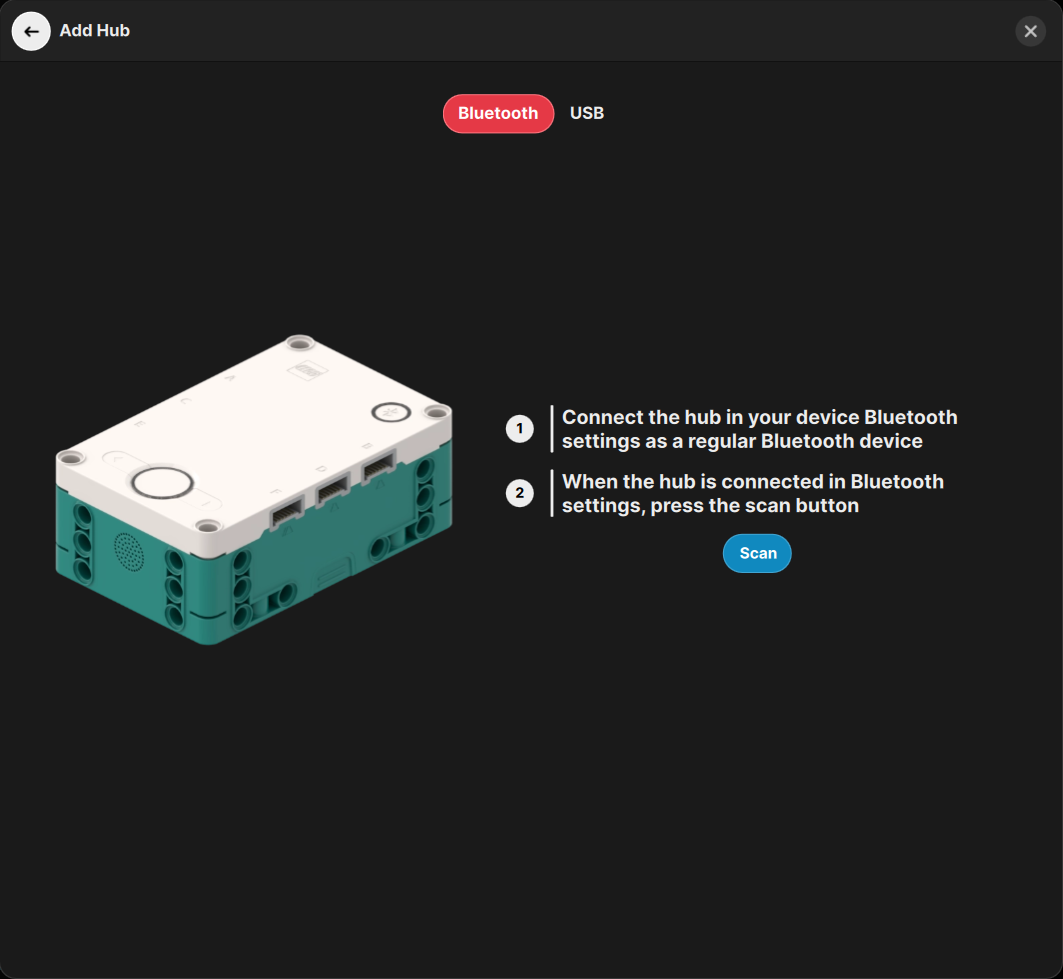 Add Hub
Bluetooth
USB
1
Connect the hub in your device Bluetooth
settings as a regular Bluetooth device
2
When the hub is connected in Bluetooth
settings, press the scan button
Scan